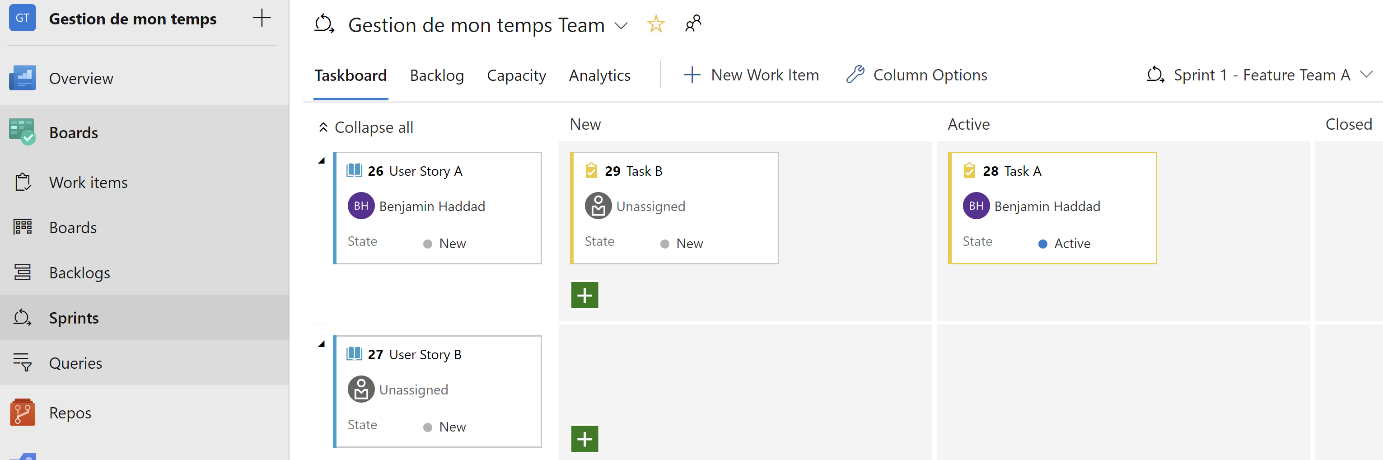 GT Gestion de mon temps
Overview
Boards
Work items
Boards
Backlogs
Sprints
Queries
Repos
Gestion de mon temps Team
Taskboard Backlog Capacity Analytics New Work Item Column Options Sprint 1 - Feature Team A
Collapse all New Active Closed
26 User Story A
BH Benjamin Haddad
State New
29 Task B
Unassigned
State New
28 Task A
BH Benjamin Haddad
State Active
27 User Story B
Unassigned
State New